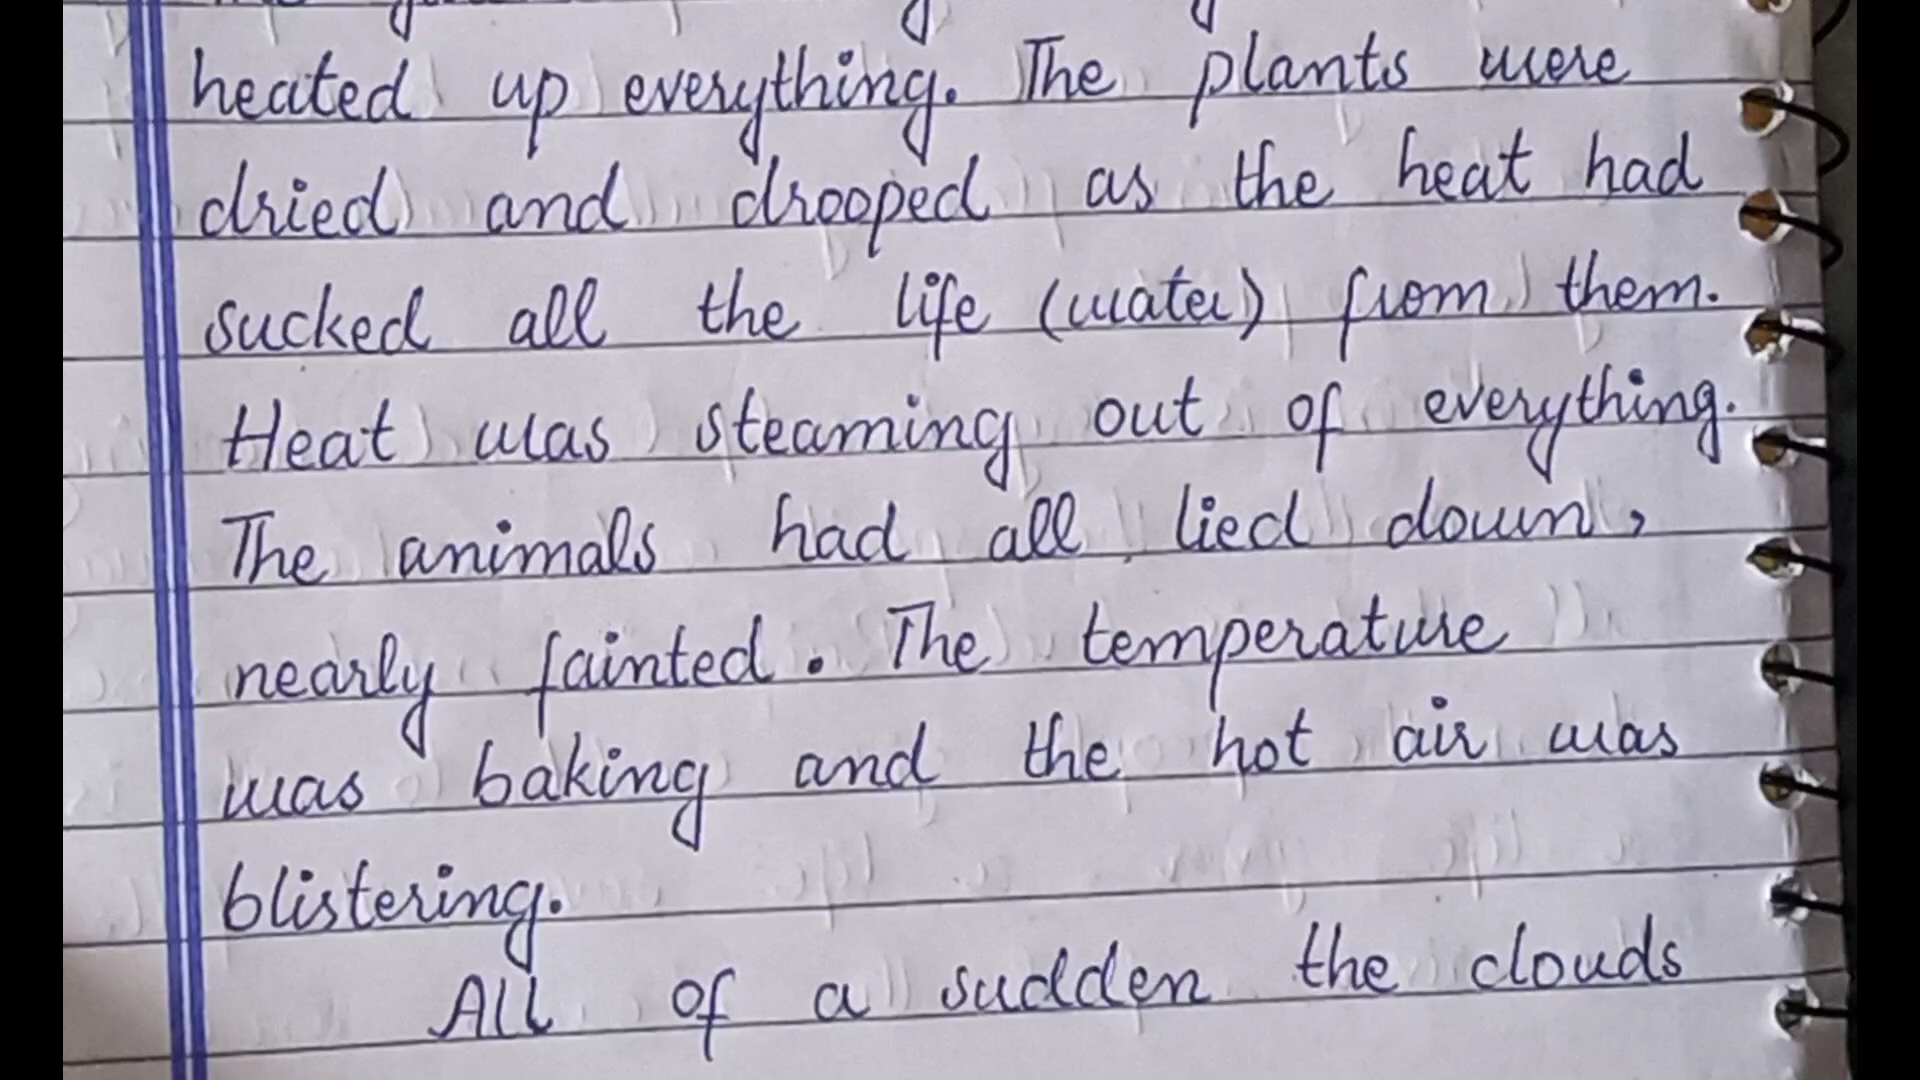 heated up everything. The plants were
dried and drooped as the heat had
sucked all the life (water) from them.
Heat was steaming out of everything.
The animals had all lied down,
nearly fainted. The temperature
was baking and the hot air was
blistering.
All of a sudden the clouds